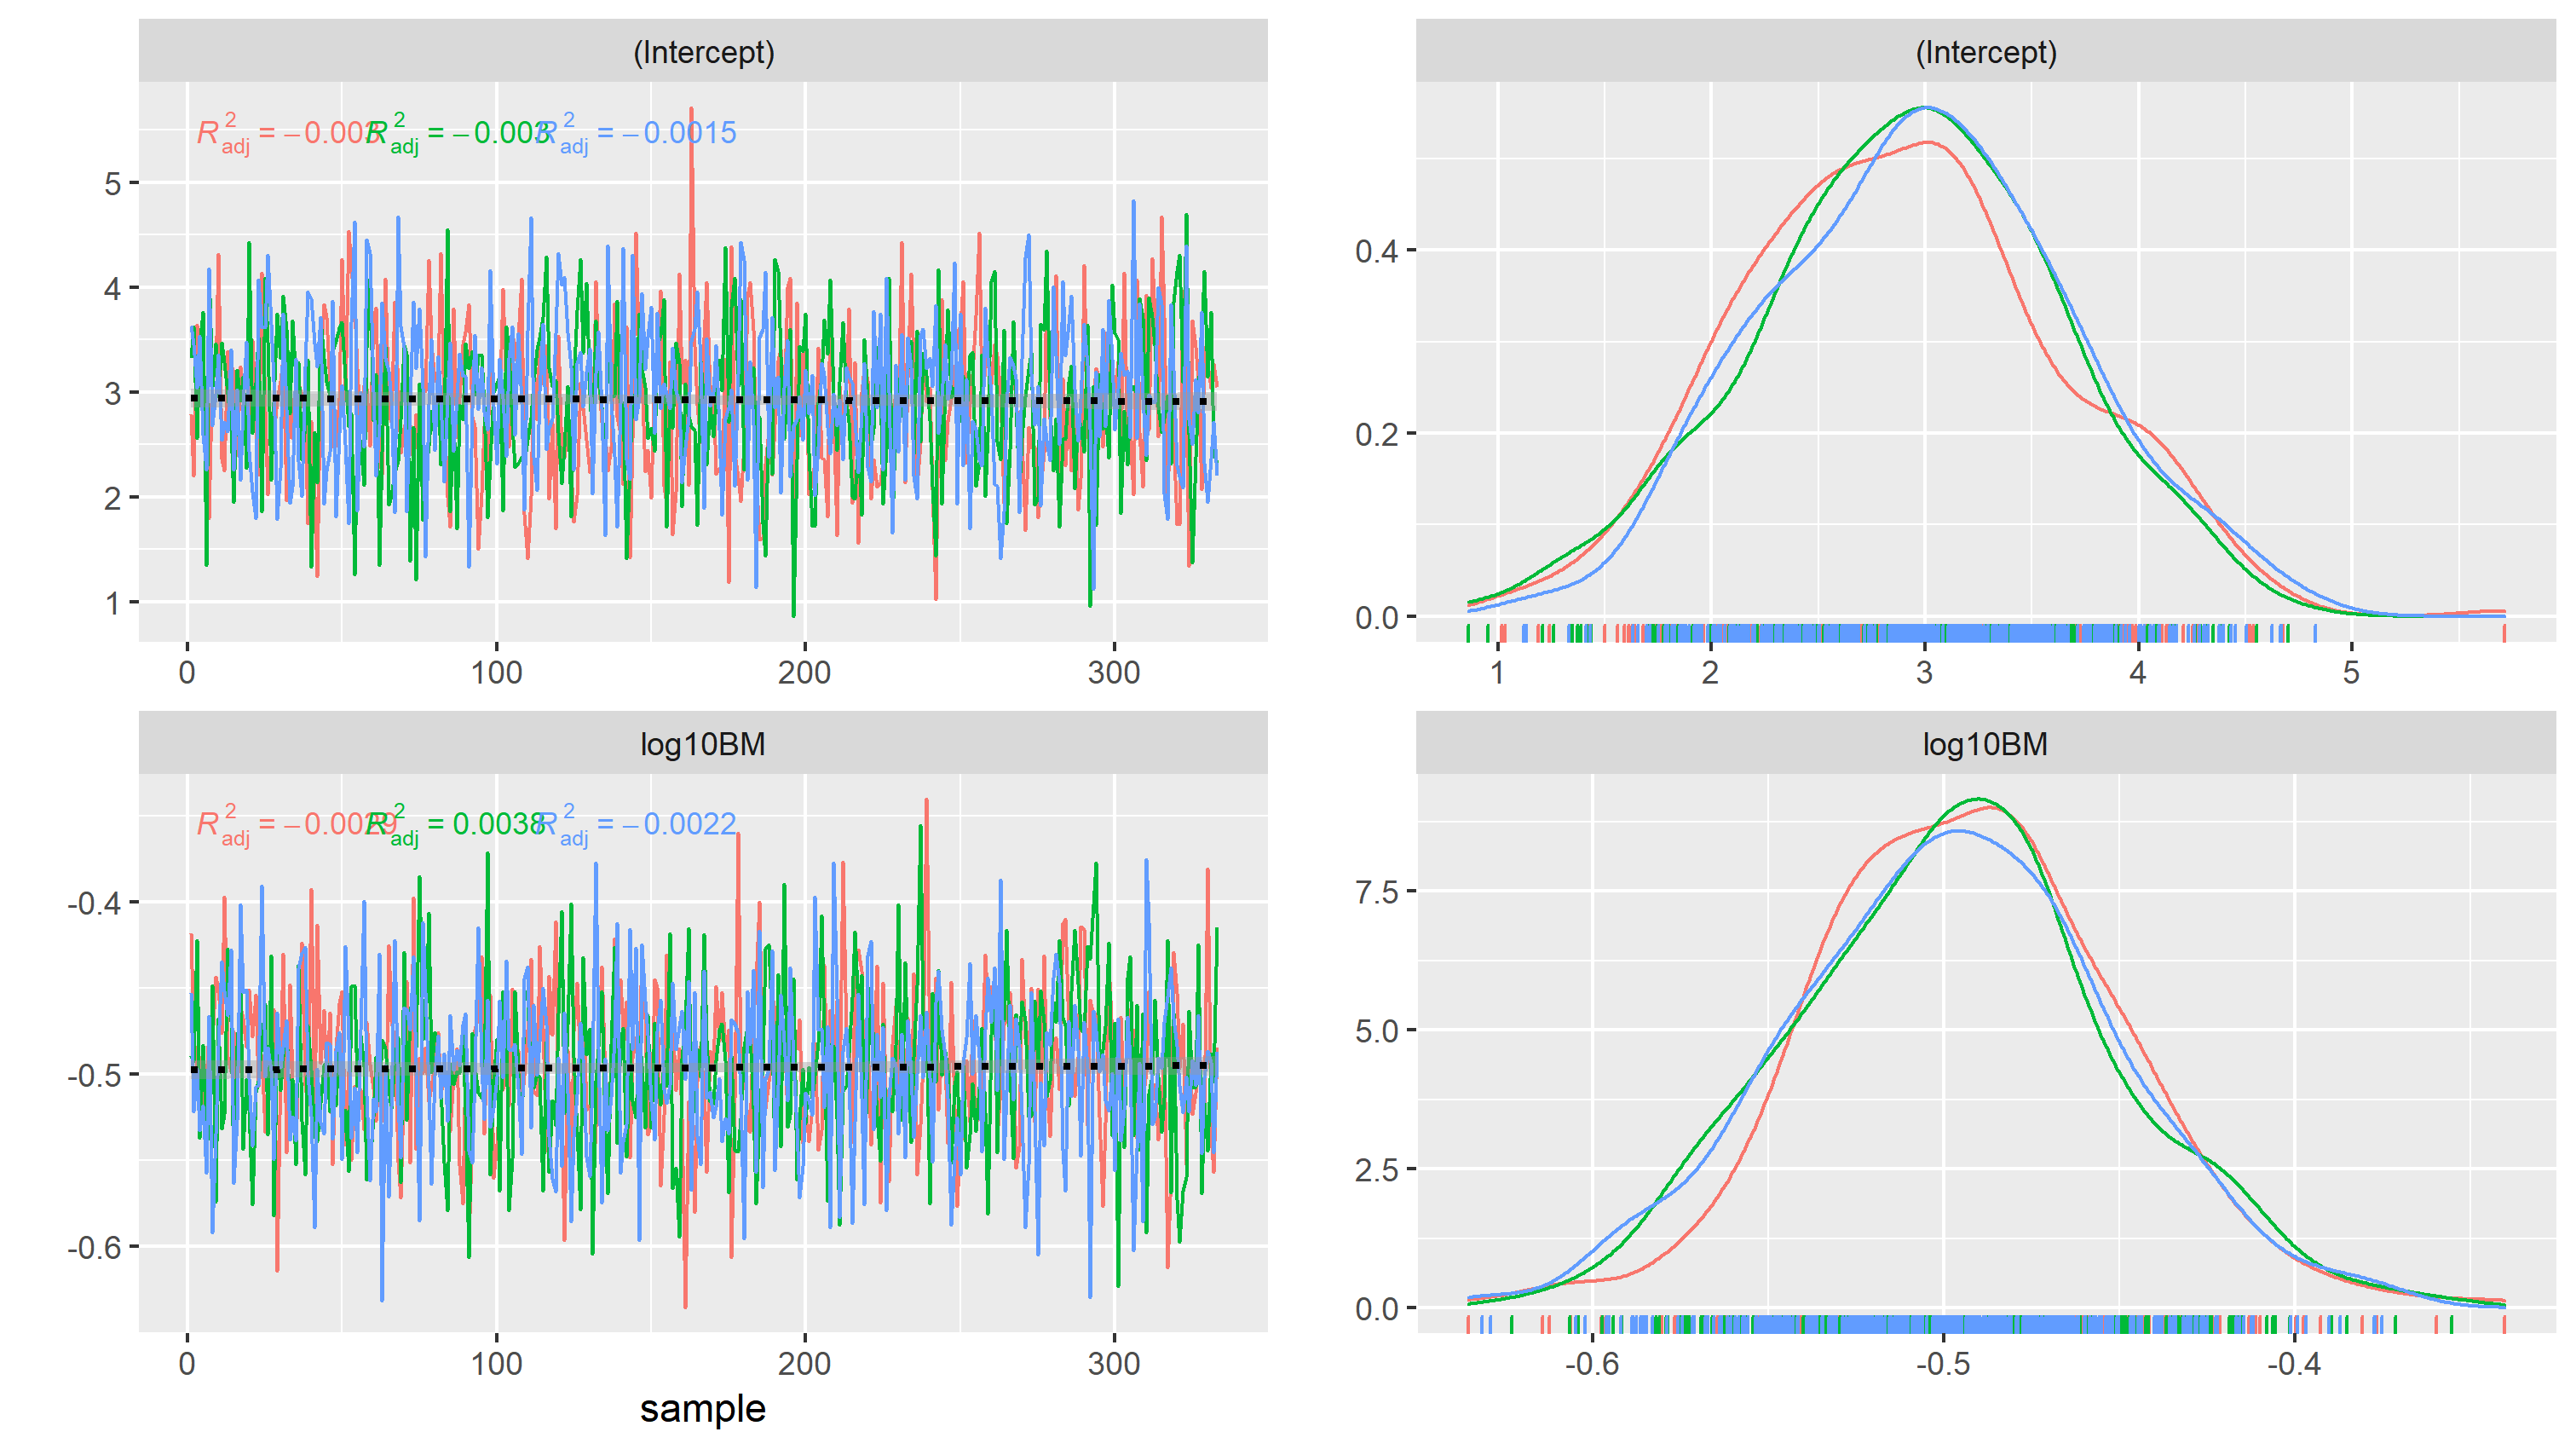 (Intercept)
R²adj = −0.003 R²adj = −0.003 R²adj = −0.0015
5
4
3
2
1
0 100 200 300
(Intercept)
0.4
0.2
0.0
1 2 3 4 5
log10BM
R²adj = −0.0029 R²adj = 0.0038 R²adj = −0.0022
-0.4
-0.5
-0.6
0 100 200 300
sample
log10BM
7.5
5.0
2.5
0.0
-0.6 -0.5 -0.4